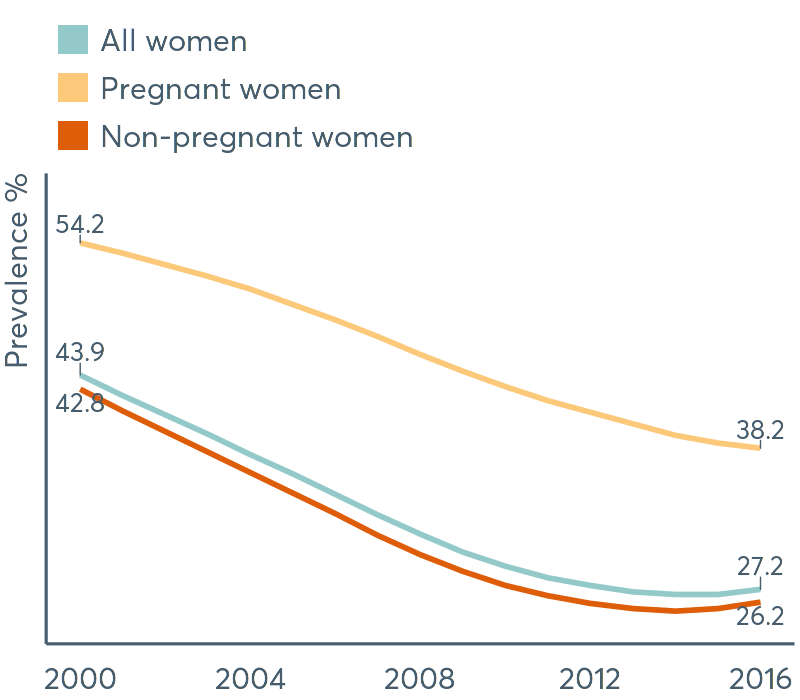 All women
Pregnant women
Non-pregnant women
Prevalence %
54.2
43.9
42.8
38.2
27.2
26.2
2000 2004 2008 2012 2016